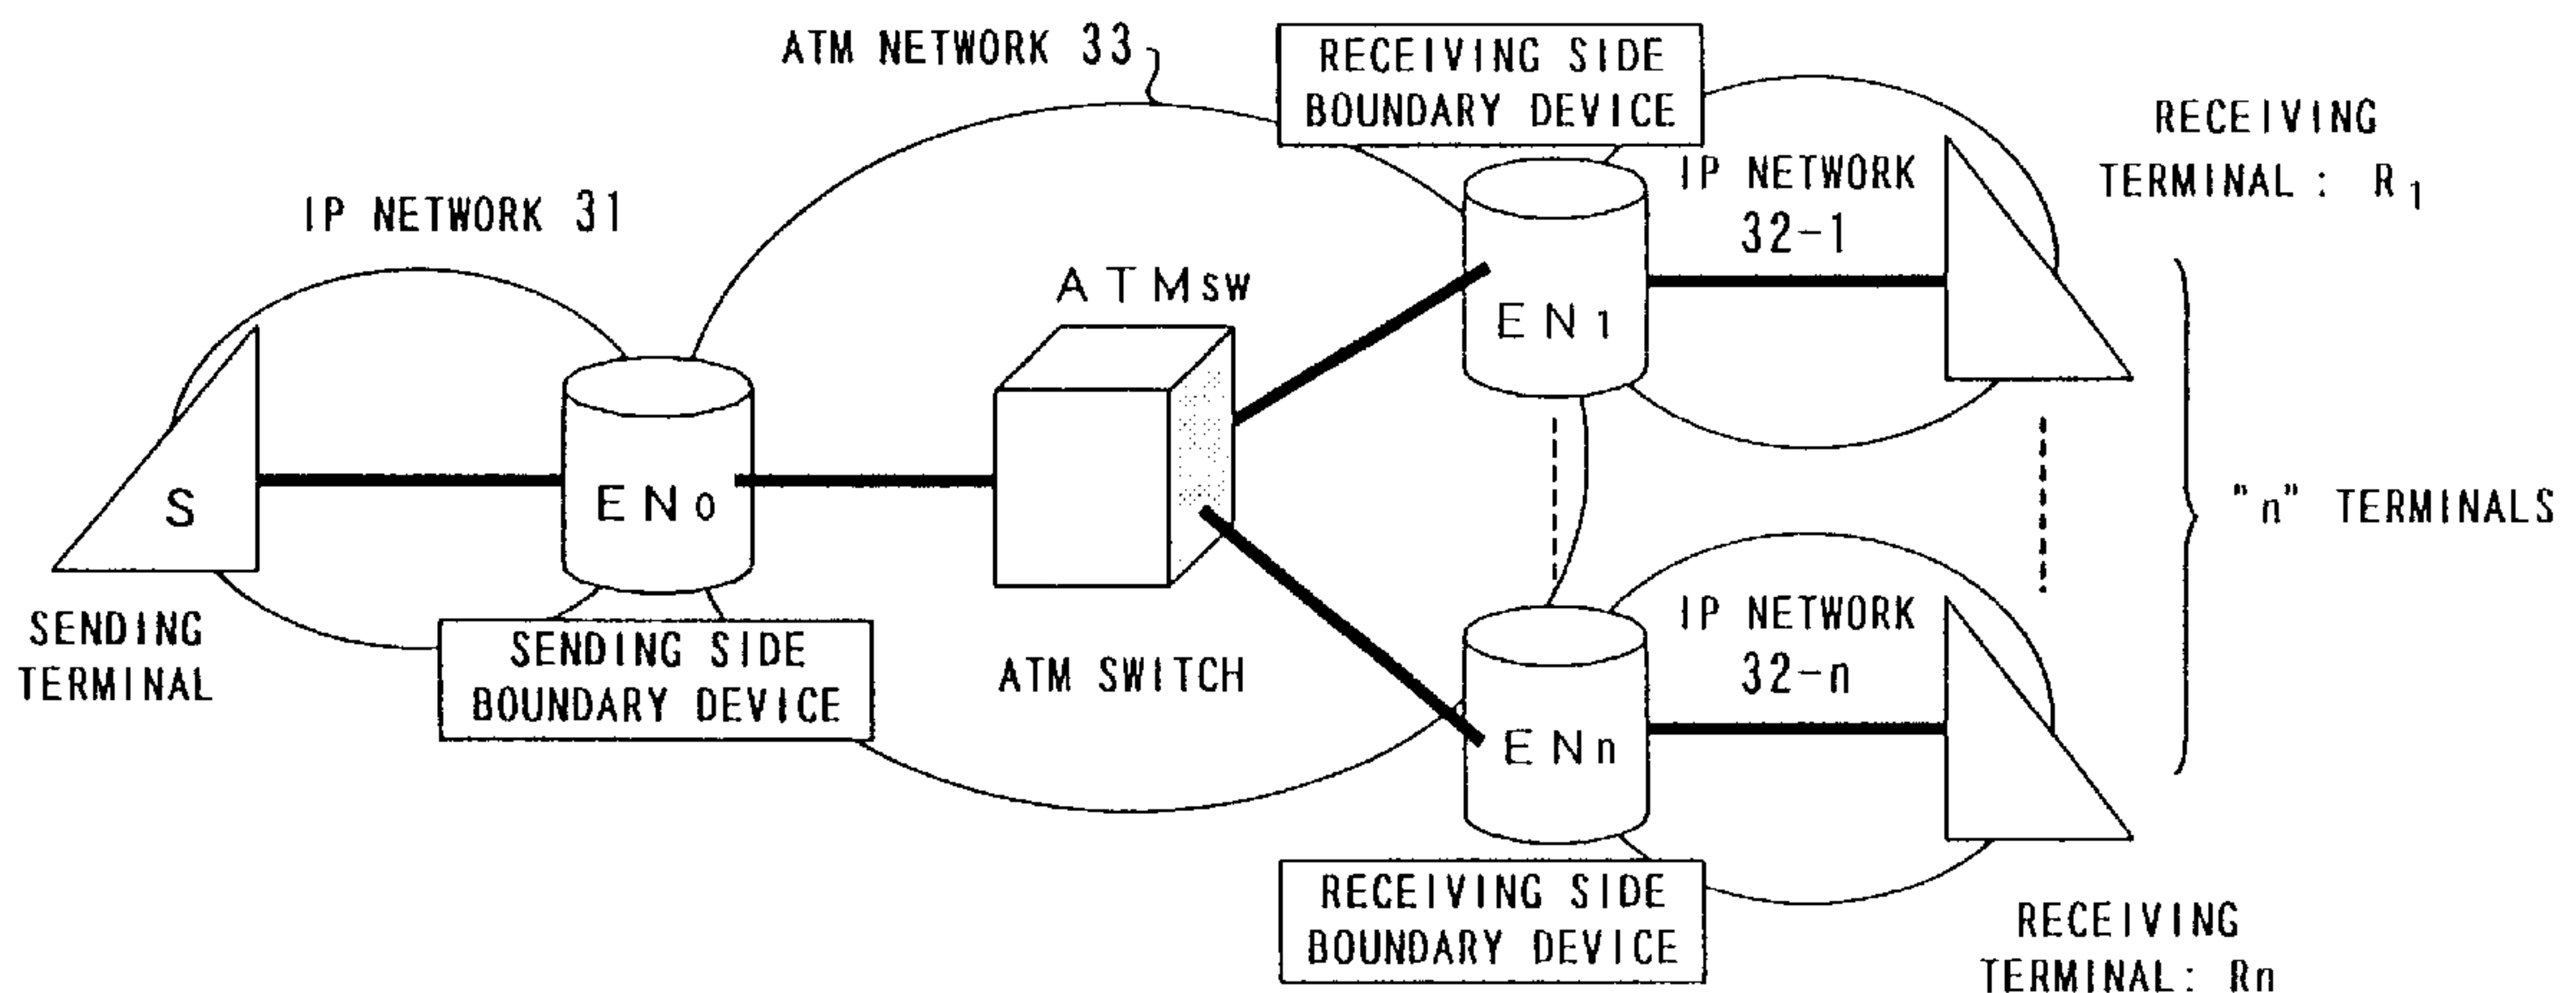 ATM NETWORK 33
RECEIVING SIDE
BOUNDARY DEVICE
RECEIVING
TERMINAL: R1
IP NETWORK
32-1
IP NETWORK 31
ATMSW
EN1
S
EN0
"n" TERMINALS
SENDING
TERMINAL
SENDING SIDE
BOUNDARY DEVICE
ATM SWITCH
IP NETWORK
32-n
ENn
RECEIVING SIDE
BOUNDARY DEVICE
RECEIVING
TERMINAL: Rn